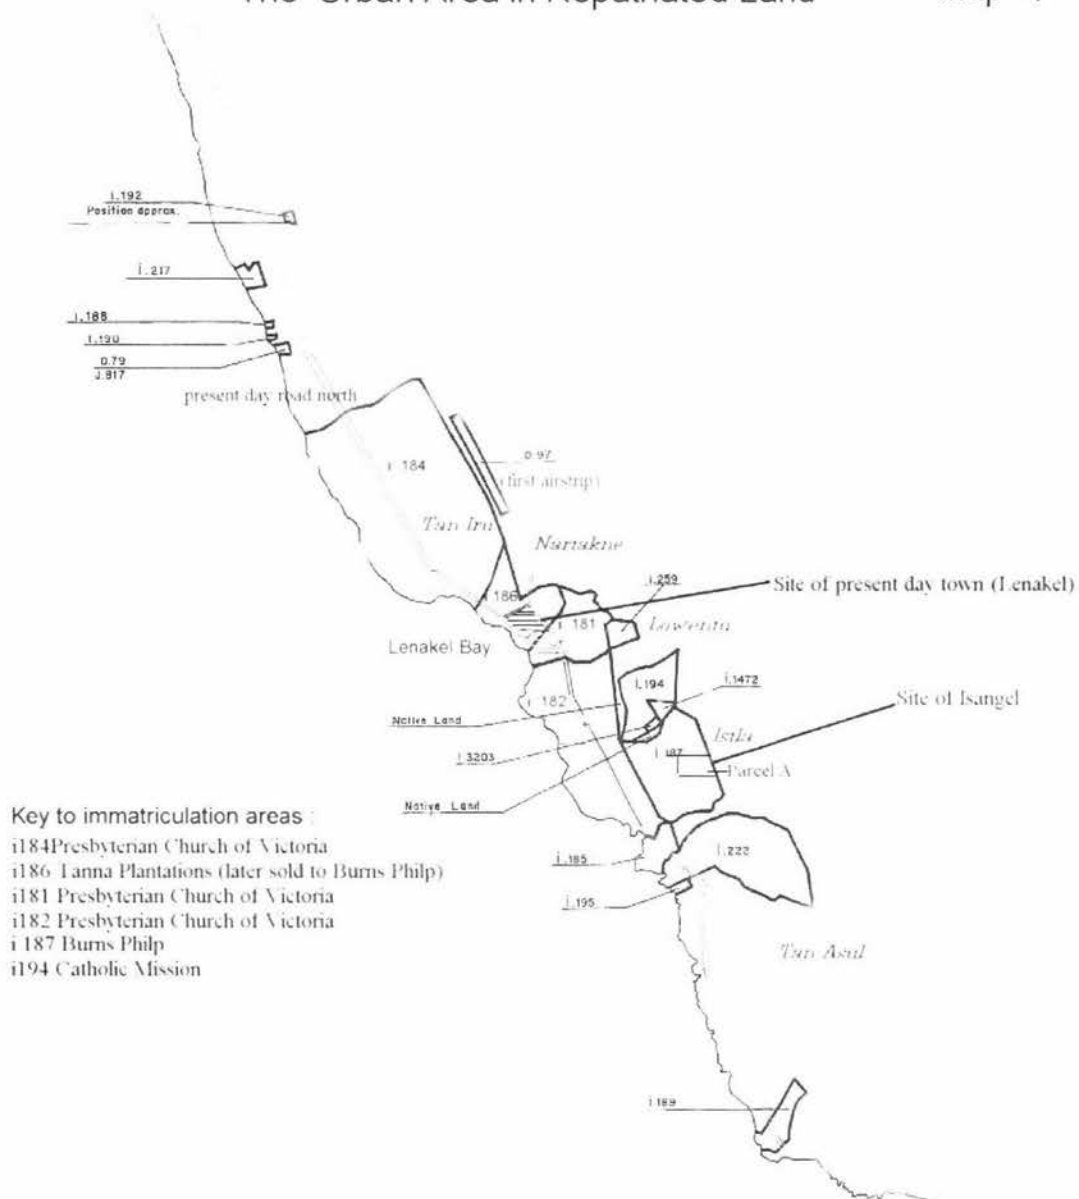 The Urban Area in Repatriated Land
i.192
Position approx.
i.217
i.188
i.190
0.79
J.817
present day road north
i 184
0 97
(first airstrip)
Tan Iru
Nariakne
i 186
i.259
Site of present day town (Lenakel)
i 181
Lowenta
Lenakel Bay
i.194
i.1472
i 182
Site of Isangel
Native Land
Isila
i 3203
i 187
Parcel A
Native Land
Key to immatriculation areas :
i184Presbyterian Church of Victoria
i186 Tanna Plantations (later sold to Burns Philp)
i181 Presbyterian Church of Victoria
i182 Presbyterian Church of Victoria
i 187 Burns Philp
i194 Catholic Mission
i.185
i.222
i.195
Tan Asul
i 189